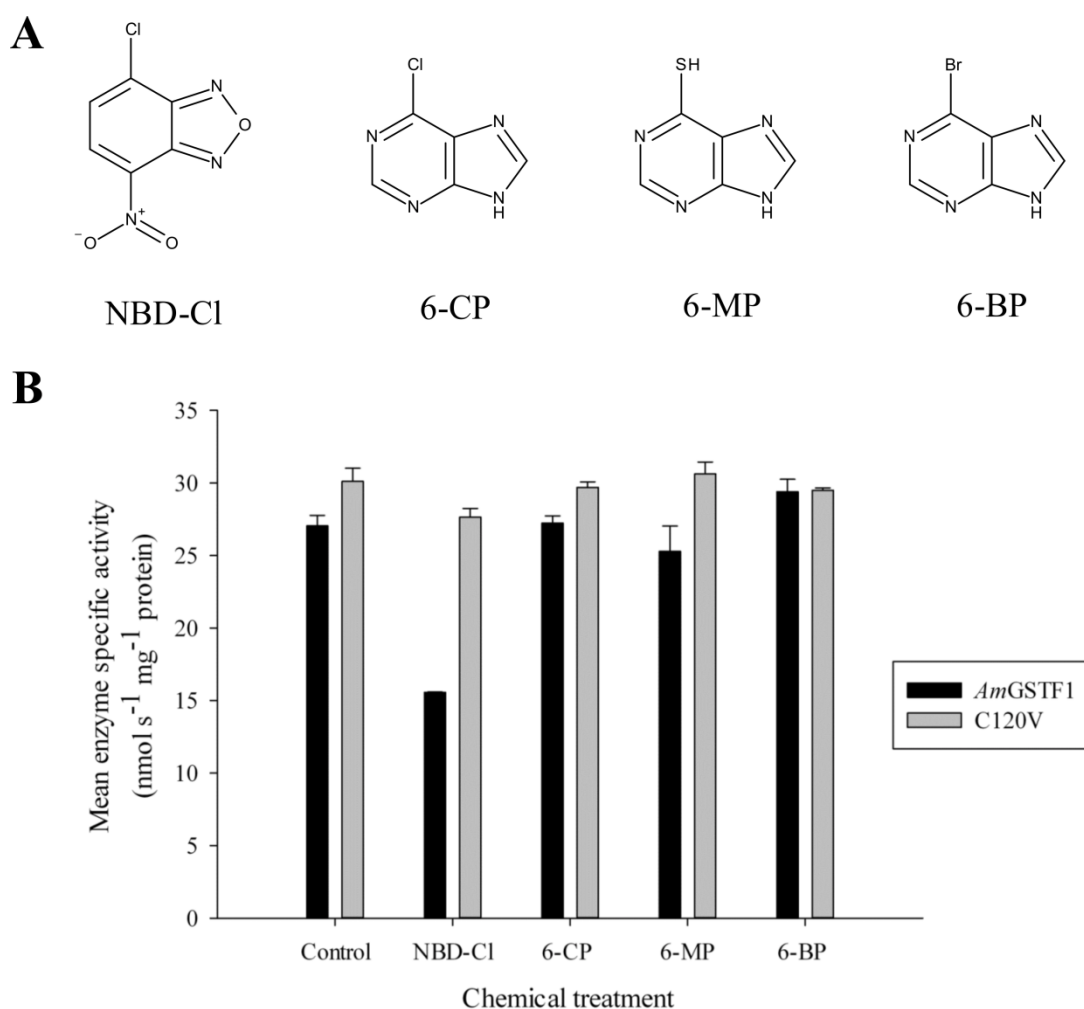 A
Cl
N
O
N
N+
−O
O
NBD-Cl
Cl
N
N
N
N
H
6-CP
SH
N
N
N
N
H
6-MP
Br
N
N
N
N
H
6-BP
B
Mean enzyme specific activity
(nmol s⁻¹ mg⁻¹ protein)
35
30
25
20
15
10
5
0
Control NBD-Cl 6-CP 6-MP 6-BP
Chemical treatment
AmGSTF1
C120V